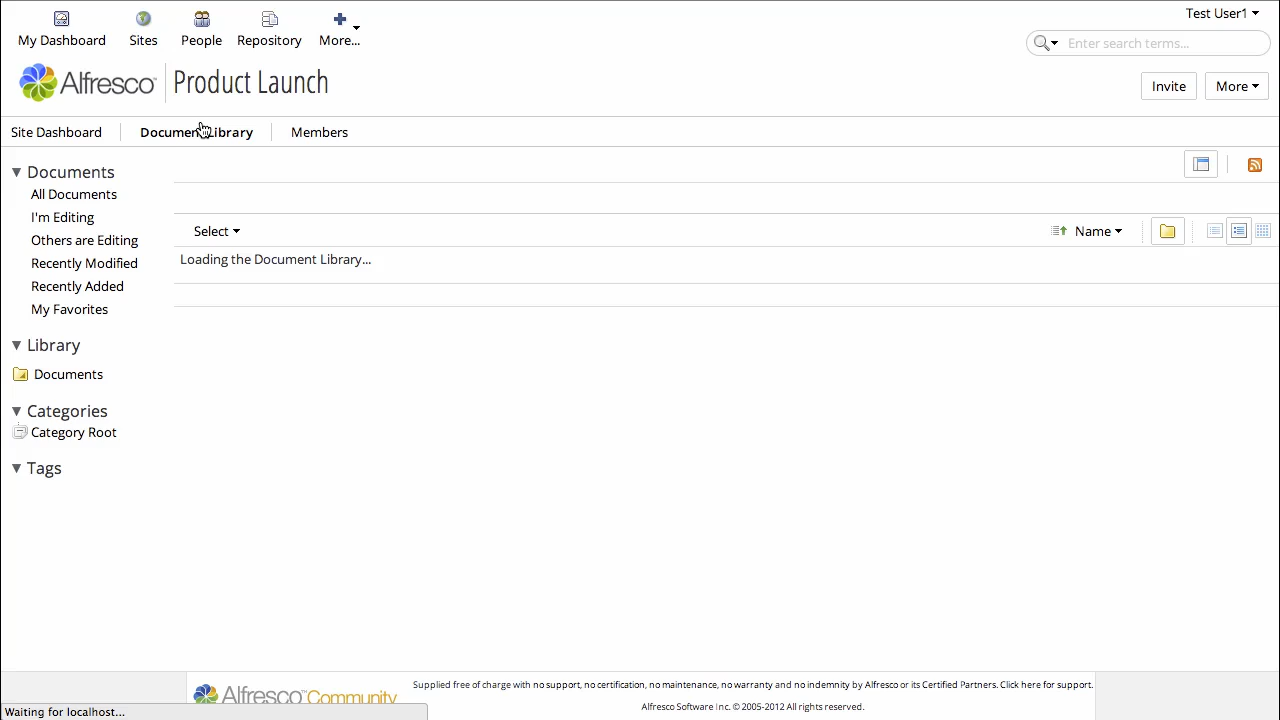 Test User1
My Dashboard
Sites
People
Repository
More...
Enter search terms...
Alfresco™
Product Launch
Invite
More
Site Dashboard
Document Library
Members
Documents
All Documents
I'm Editing
Others are Editing
Recently Modified
Recently Added
My Favorites
Library
Documents
Categories
Category Root
Tags
Select
Name
Loading the Document Library...
Alfresco™ Community
Supplied free of charge with no support, no certification, no maintenance, no warranty and no indemnity by Alfresco or its Certified Partners. Click here for support.
Alfresco Software Inc. © 2005-2012 All rights reserved.
Waiting for localhost...